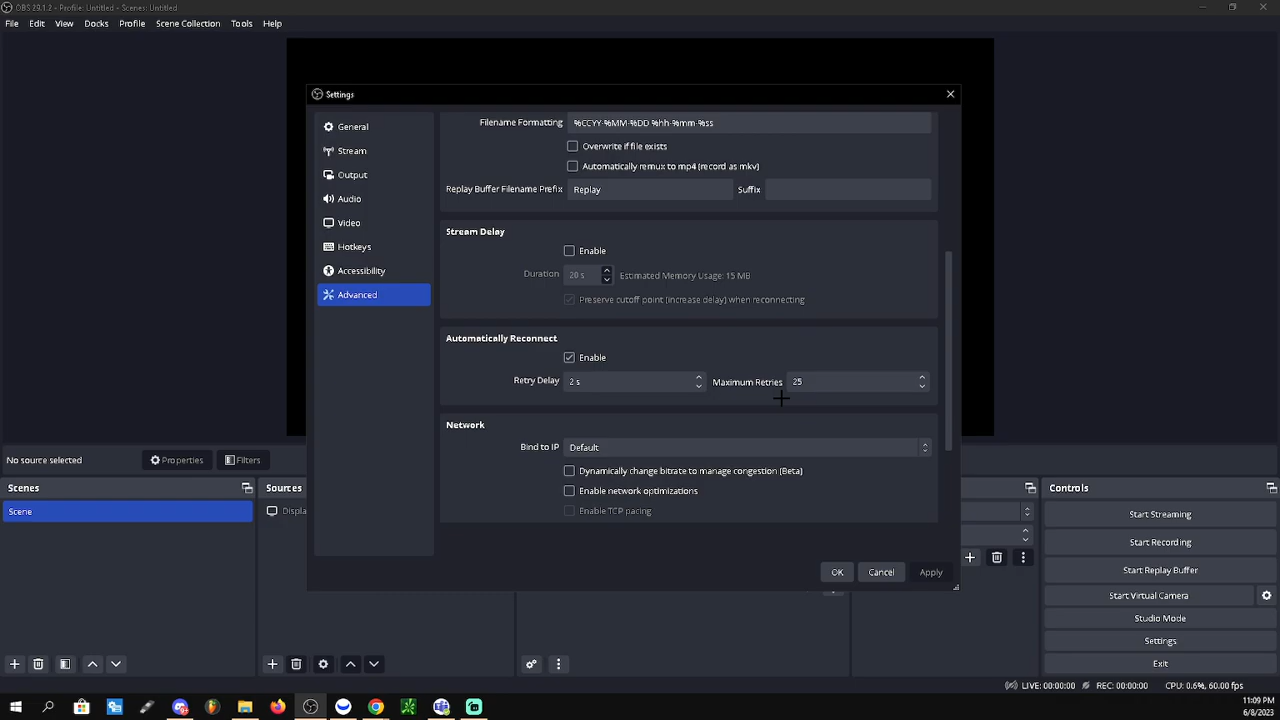 OBS 29.1.2 - Profile: Untitled - Scenes: Untitled
File Edit View Docks Profile Scene Collection Tools Help
Settings
General
Stream
Output
Audio
Video
Hotkeys
Accessibility
Advanced
Filename Formatting %CCYY-%MM-%DD %hh-%mm-%ss
Overwrite if file exists
Automatically remux to mp4 (record as mkv)
Replay Buffer Filename Prefix Replay Suffix
Stream Delay
Enable
Duration 20 s Estimated Memory Usage: 15 MB
Preserve cutoff point (increase delay) when reconnecting
Automatically Reconnect
Enable
Retry Delay 2 s Maximum Retries 25
Network
Bind to IP Default
Dynamically change bitrate to manage congestion (Beta)
Enable network optimizations
Enable TCP pacing
OK Cancel Apply
No source selected Properties Filters
Scenes
Scene
Sources
Displa
Controls
Start Streaming
Start Recording
Start Replay Buffer
Start Virtual Camera
Studio Mode
Settings
Exit
LIVE: 00:00:00 REC: 00:00:00 CPU: 0.6%, 60.00 fps
11:09 PM
6/8/2023